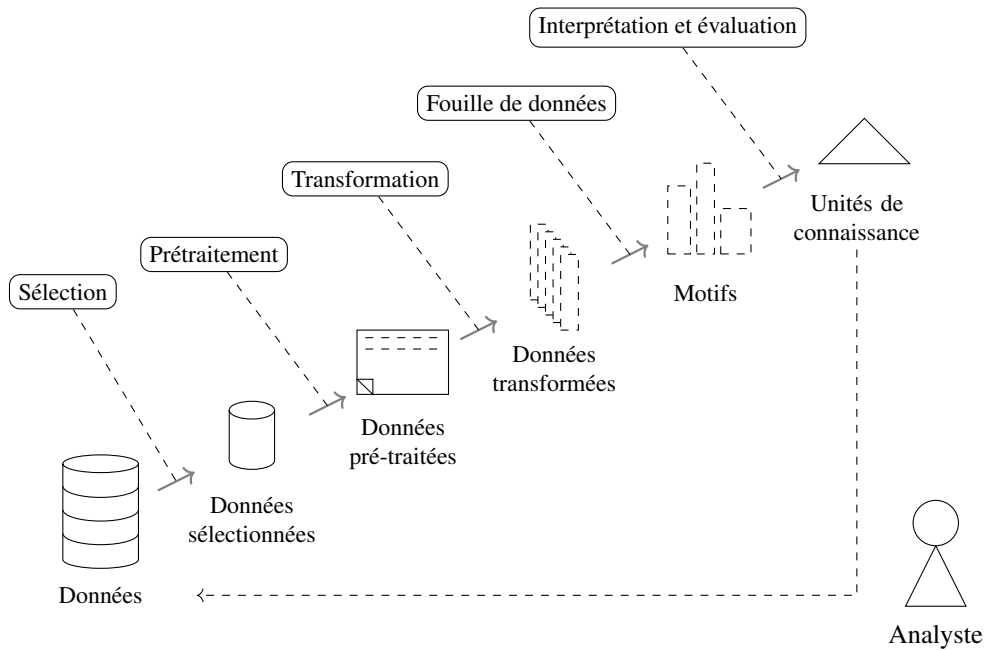 Interprétation et évaluation
Fouille de données
Transformation
Prétraitement
Sélection
Unités de
connaissance
Motifs
Données
transformées
Données
pré-traitées
Données
sélectionnées
Données
Analyste